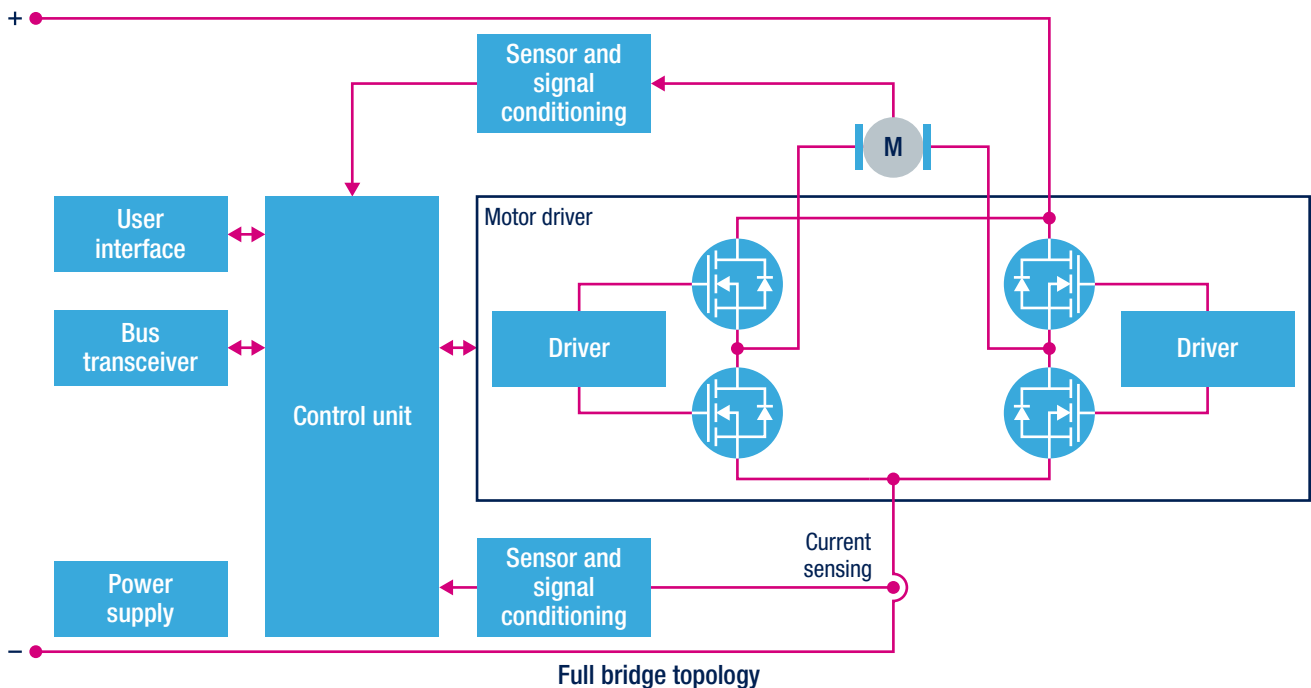 +
Sensor and
signal
conditioning
M
User
interface
Motor driver
Bus
transceiver
Driver
Driver
Control unit
Current
sensing
Sensor and
signal
conditioning
Power
supply
–
Full bridge topology